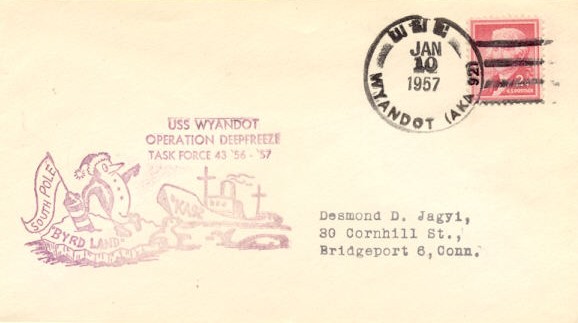 U.S.S.
JAN
10
1957
WYANDOT (AKA 92)
USS WYANDOT
OPERATION DEEPFREEZE
TASK FORCE 43 '56 - '57
SOUTH POLE
BYRD LAND
Desmond D. Jagyi,
30 Cornhill St.,
Bridgeport 6, Conn.